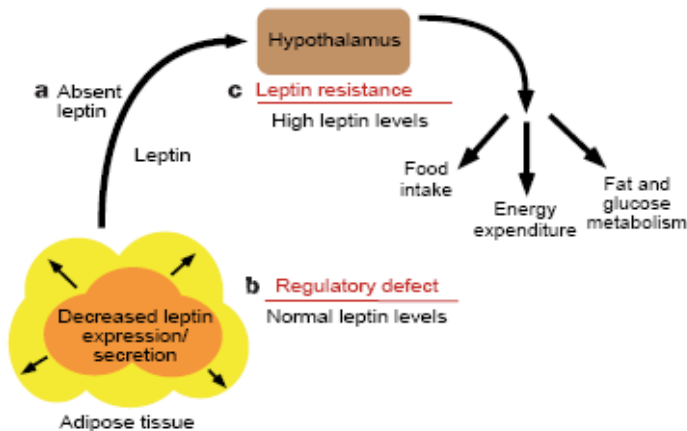 Hypothalamus
a Absent
leptin
Leptin
c Leptin resistance
High leptin levels
Food
intake
Energy
expenditure
Fat and
glucose
metabolism
b Regulatory defect
Normal leptin levels
Decreased leptin
expression/
secretion
Adipose tissue